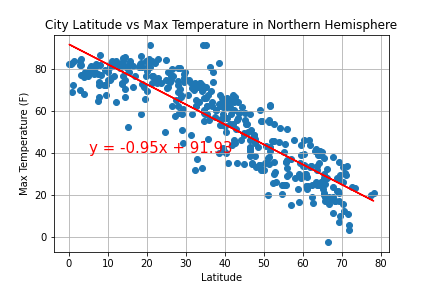 City Latitude vs Max Temperature in Northern Hemisphere
Max Temperature (F)
80
60
40
20
0
y = -0.95x + 91.93
0 10 20 30 40 50 60 70 80
Latitude